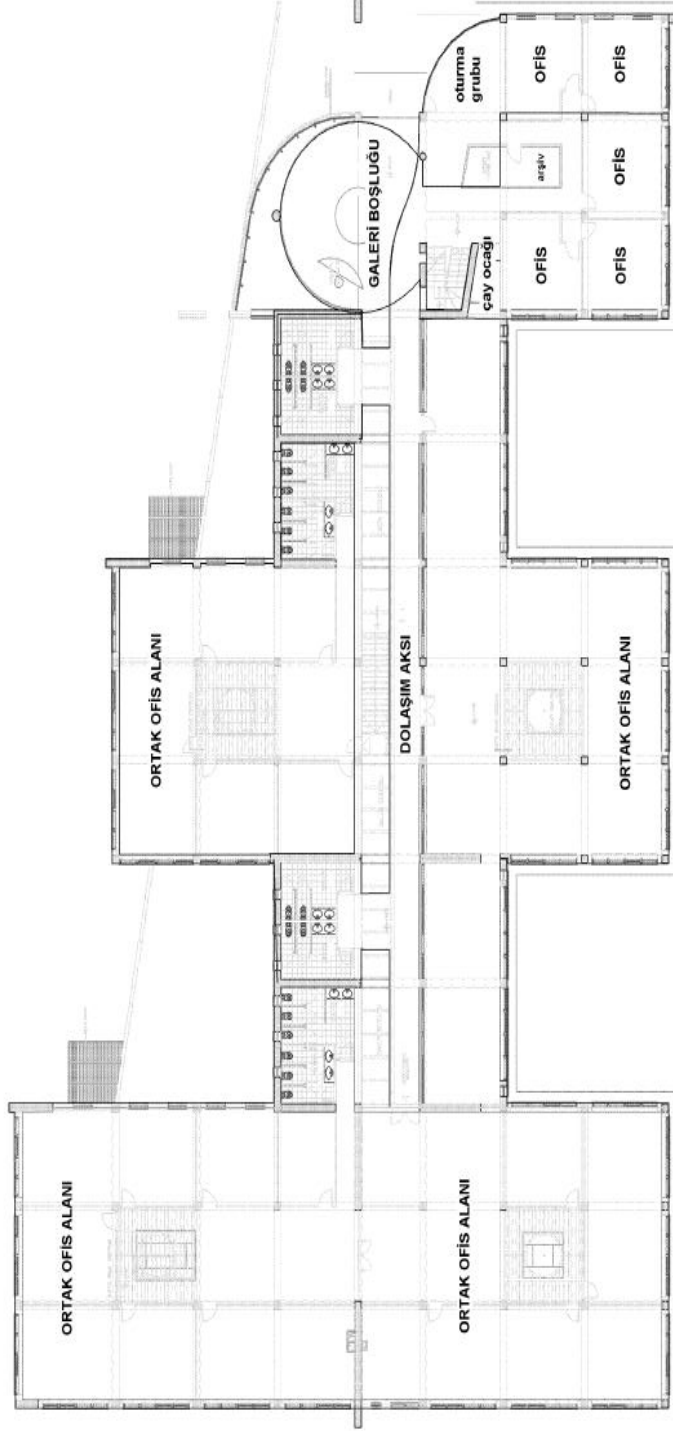 ORTAK OFİS ALANI
ORTAK OFİS ALANI
GALERİ BOŞLUĞU
oturma
grubu
OFİS
OFİS
arşiv
OFİS
çay ocağı
OFİS
OFİS
DOLAŞIM AKSI
ORTAK OFİS ALANI
ORTAK OFİS ALANI